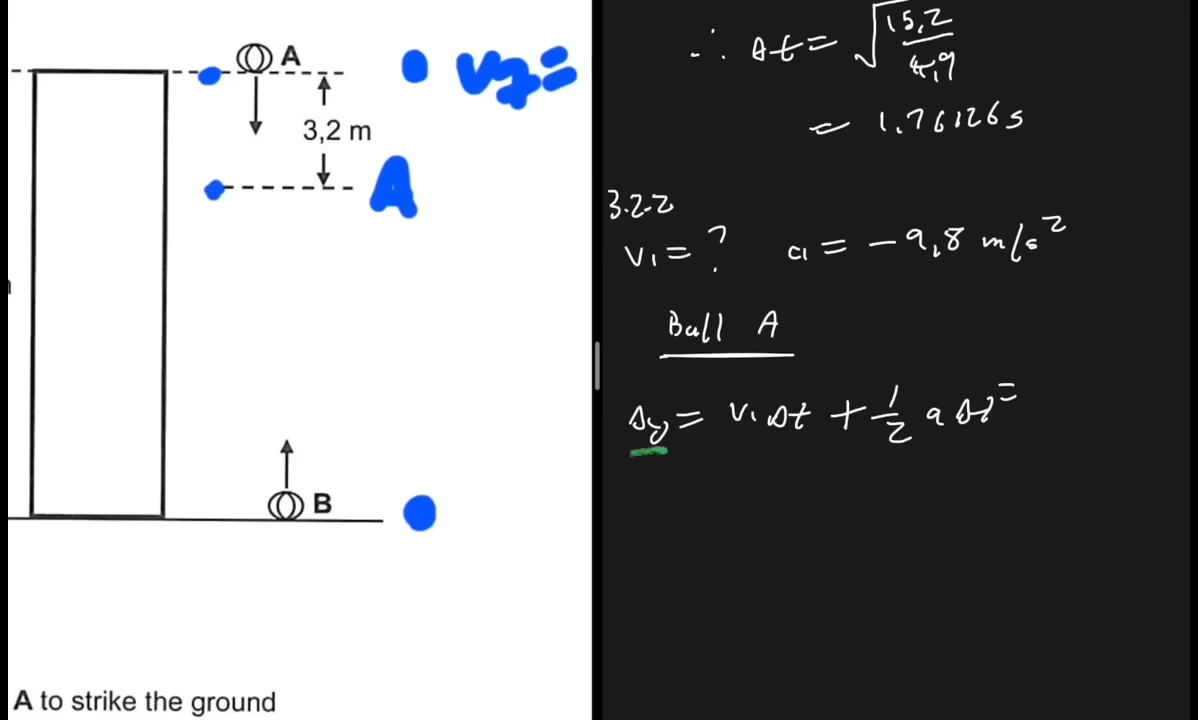 A
v₂ =
3,2 m
A
B
A to strike the ground
∴ Δt = √(15,2 / 4,9)
= 1.76126 s
3.2.2
v₁ = ? a = - 9,8 m/s²
Ball A
Δy = v₁Δt + 1/2 aΔt²